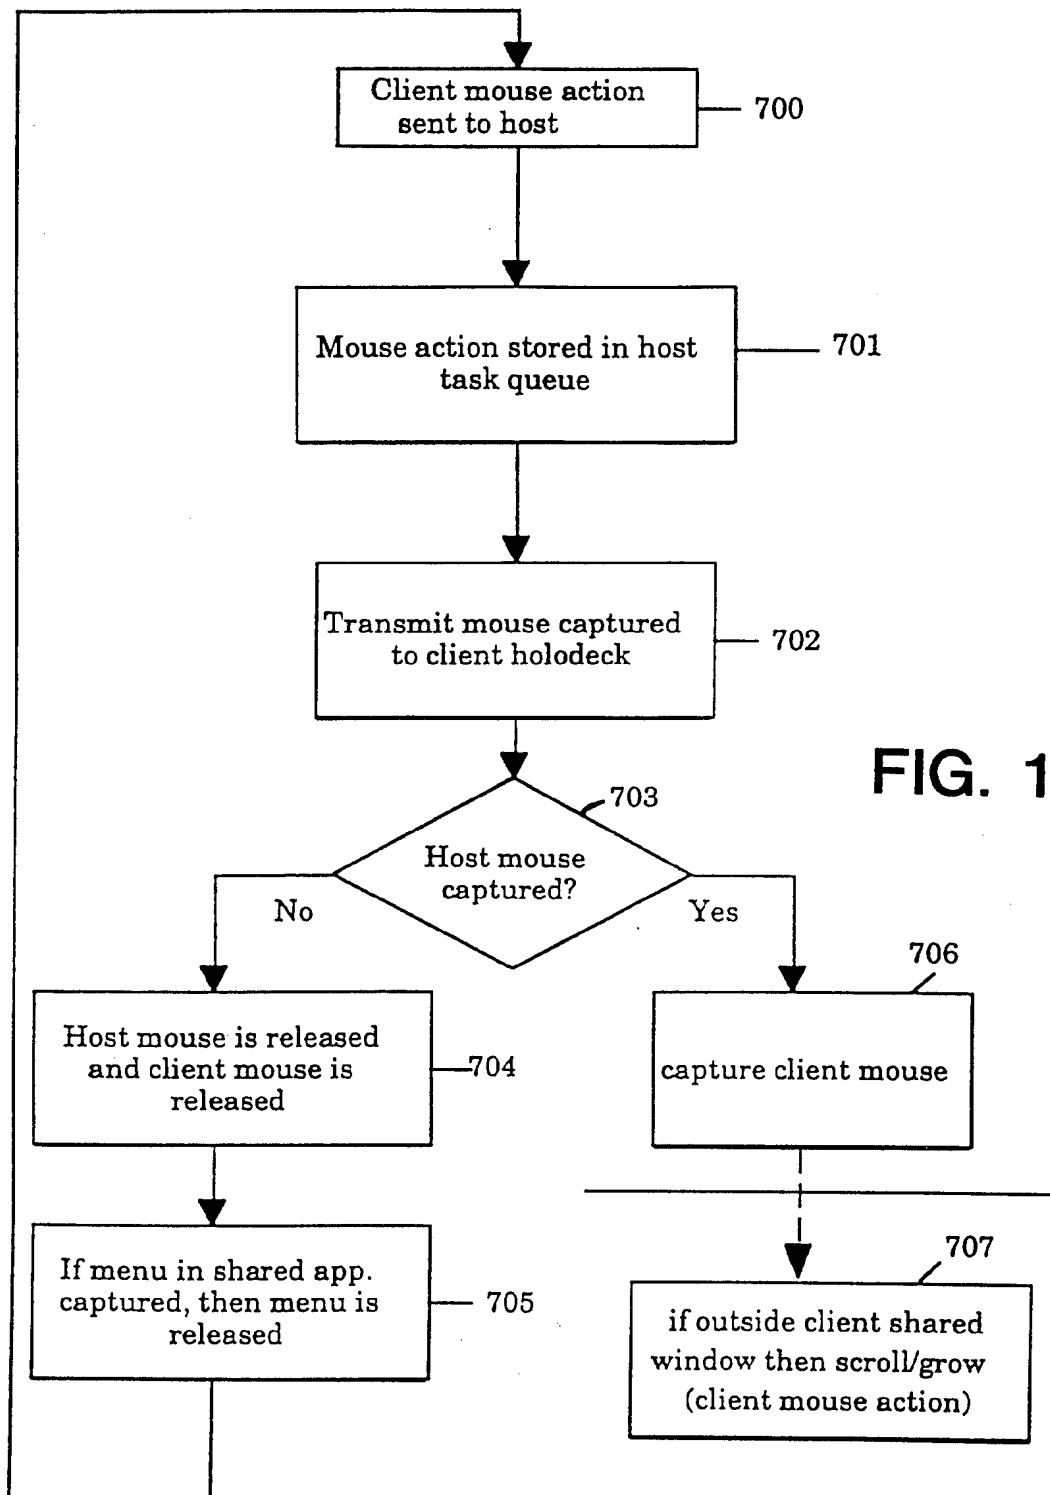 Client mouse action
sent to host
700
Mouse action stored in host
task queue
701
Transmit mouse captured
to client holodeck
702
FIG. 1
703
Host mouse
captured?
No
Yes
706
Host mouse is released
and client mouse is
released
704
capture client mouse
707
If menu in shared app.
captured, then menu is
released
705
if outside client shared
window then scroll/grow
(client mouse action)